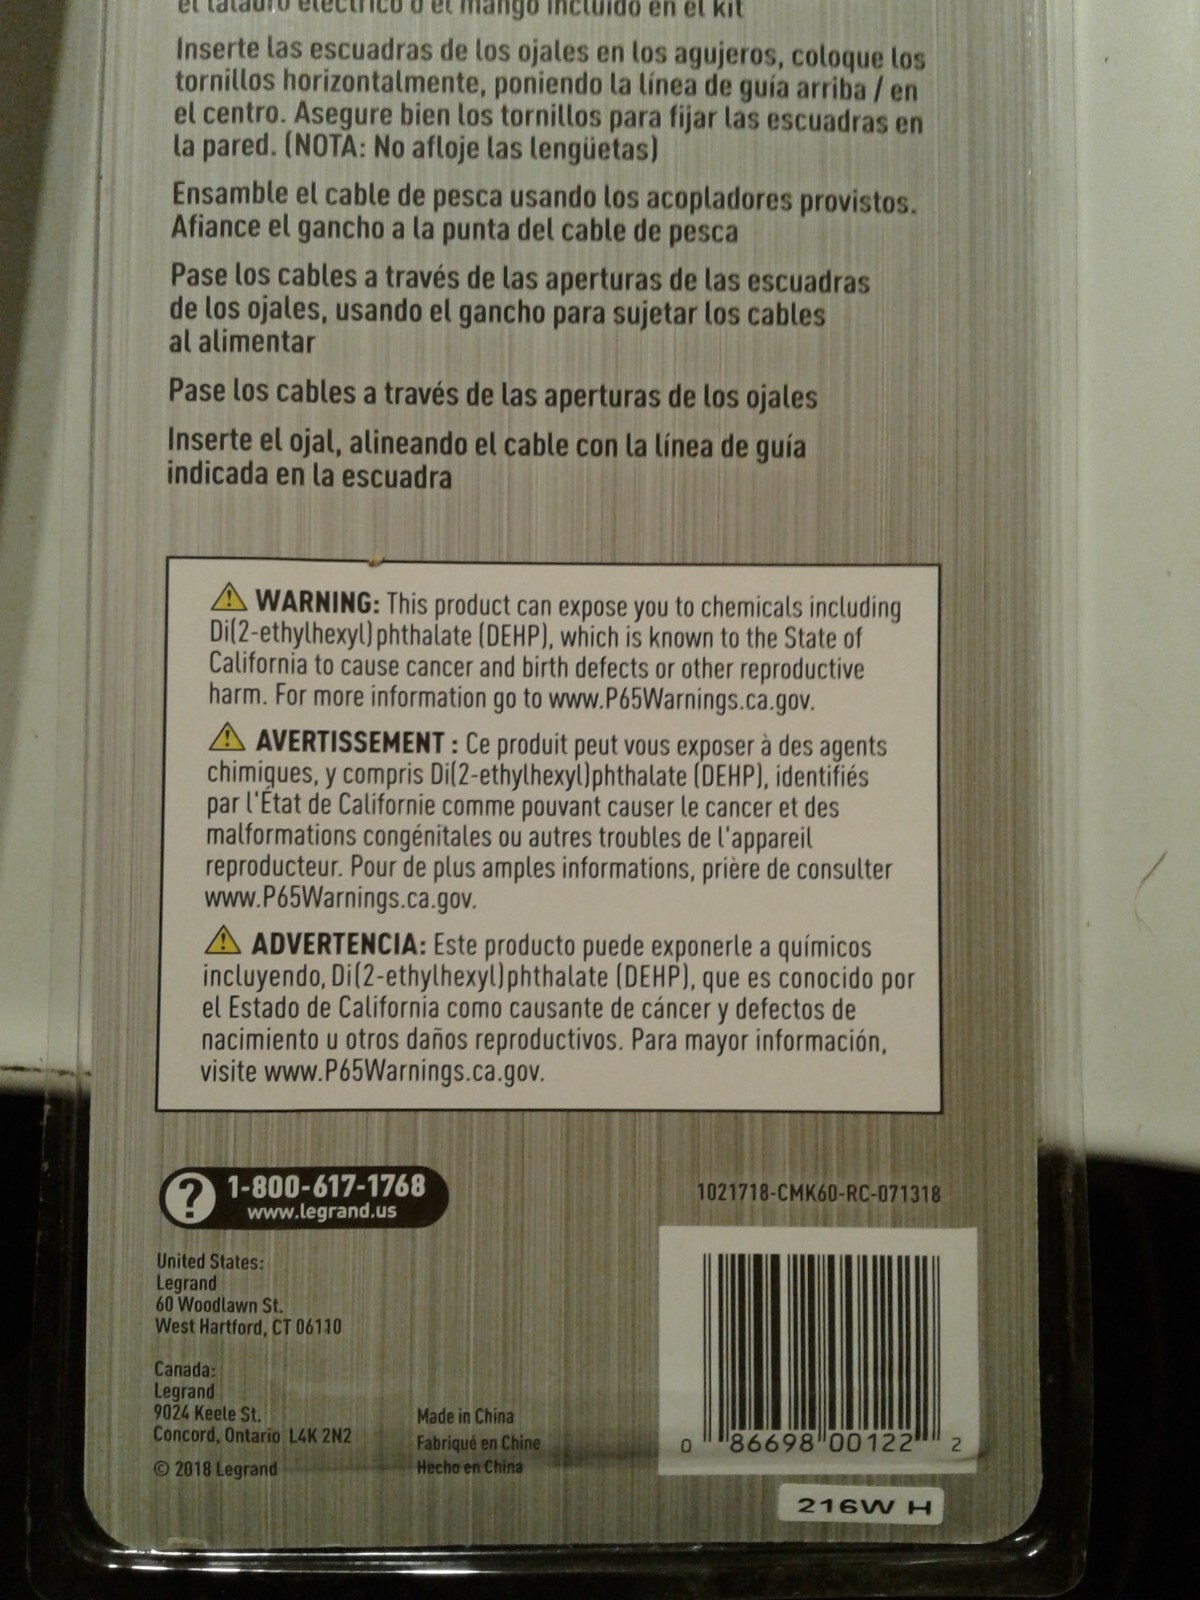 el taladro eléctrico o el mango incluido en el kit
Inserte las escuadras de los ojales en los agujeros, coloque los
tornillos horizontalmente, poniendo la línea de guía arriba / en
el centro. Asegure bien los tornillos para fijar las escuadras en
la pared. (NOTA: No afloje las lengüetas)
Ensamble el cable de pesca usando los acopladores provistos.
Afiance el gancho a la punta del cable de pesca
Pase los cables a través de las aperturas de las escuadras
de los ojales, usando el gancho para sujetar los cables
al alimentar
Pase los cables a través de las aperturas de los ojales
Inserte el ojal, alineando el cable con la línea de guía
indicada en la escuadra
WARNING: This product can expose you to chemicals including
Di(2-ethylhexyl) phthalate (DEHP), which is known to the State of
California to cause cancer and birth defects or other reproductive
harm. For more information go to www.P65Warnings.ca.gov.
AVERTISSEMENT : Ce produit peut vous exposer à des agents
chimiques, y compris Di(2-ethylhexyl)phthalate (DEHP), identifiés
par l'État de Californie comme pouvant causer le cancer et des
malformations congénitales ou autres troubles de l'appareil
reproducteur. Pour de plus amples informations, prière de consulter
www.P65Warnings.ca.gov.
ADVERTENCIA: Este producto puede exponerle a químicos
incluyendo, Di(2-ethylhexyl)phthalate (DEHP), que es conocido por
el Estado de California como causante de cáncer y defectos de
nacimiento u otros daños reproductivos. Para mayor información,
visite www.P65Warnings.ca.gov.
? 1-800-617-1768
www.legrand.us
1021718-CMK60-RC-071318
United States:
Legrand
60 Woodlawn St.
West Hartford, CT 06110
Canada:
Legrand
9024 Keele St.
Concord, Ontario L4K 2N2
© 2018 Legrand
Made in China
Fabriqué en Chine
Hecho en China
0 86698 00122 2
216W H